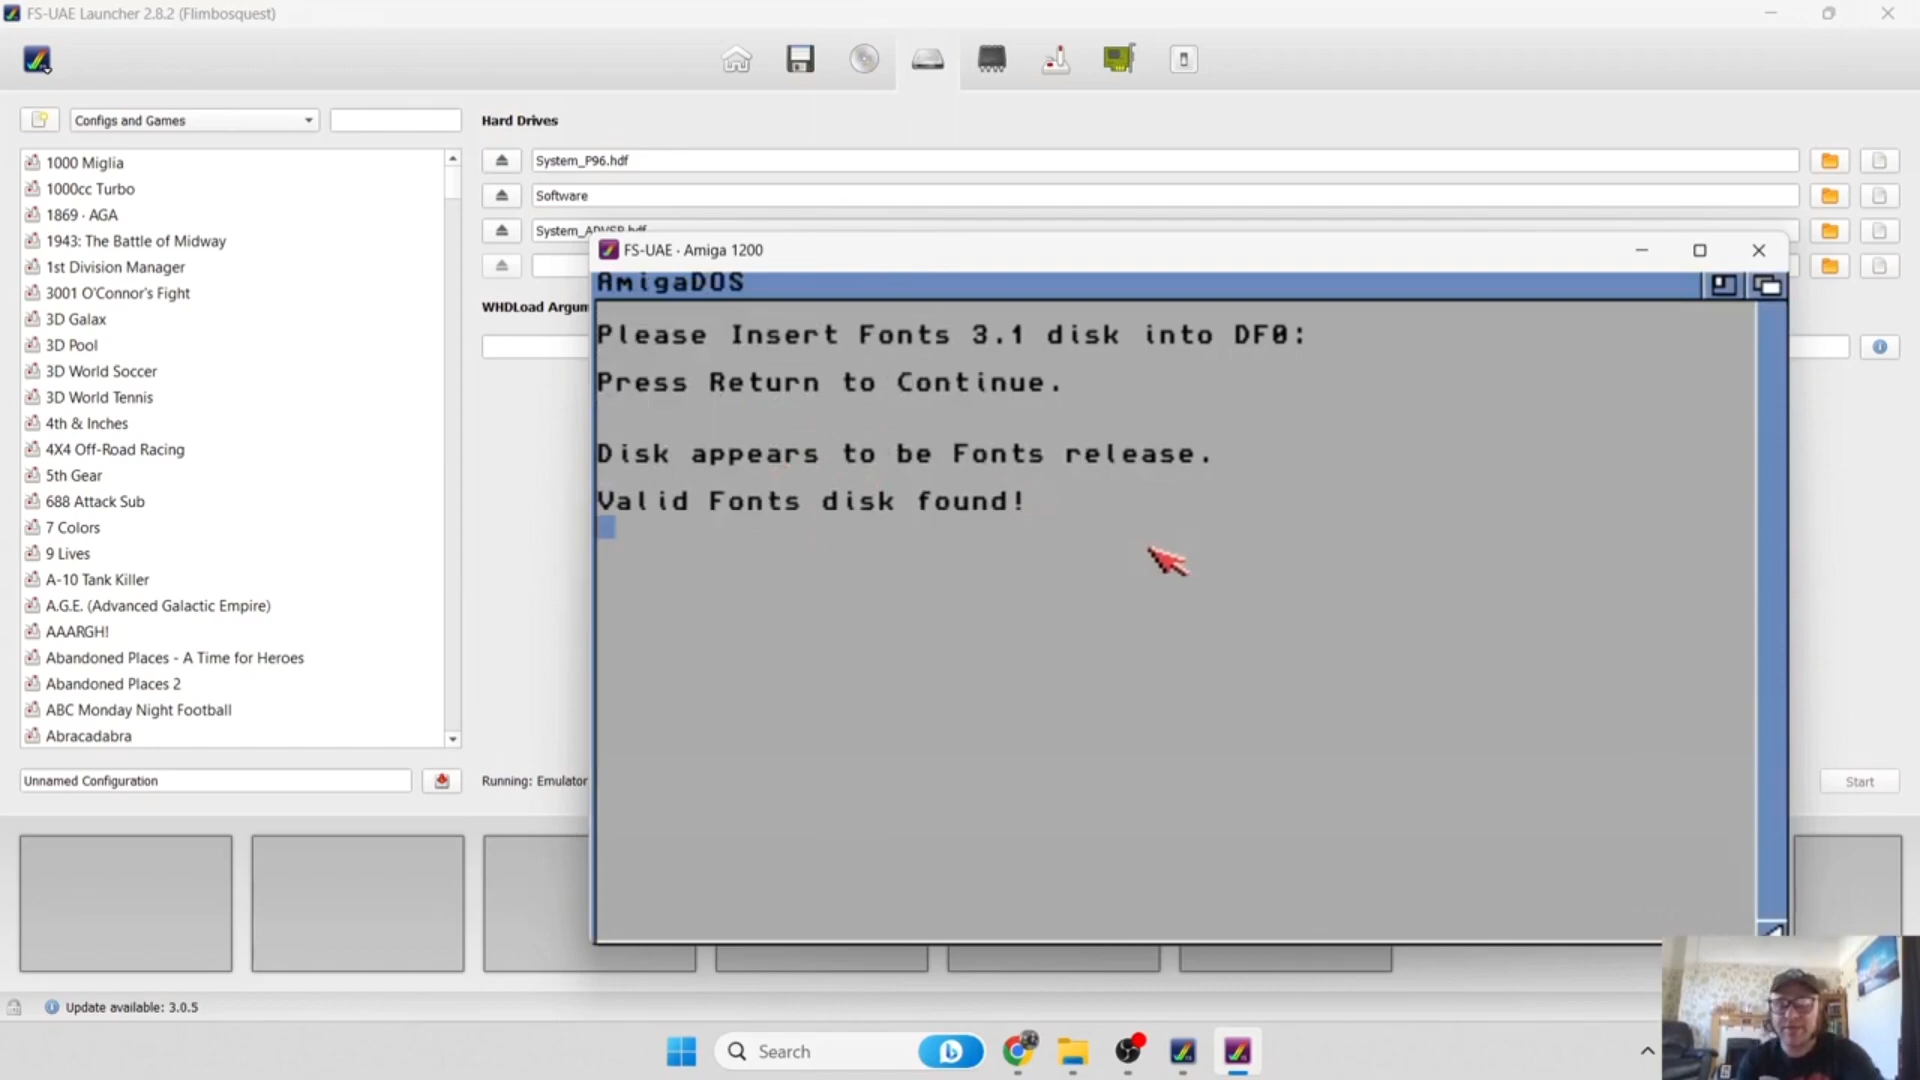 FS-UAE Launcher 2.8.2 (Flimbosquest)
Configs and Games
Hard Drives
1000 Miglia
1000cc Turbo
1869 · AGA
1943: The Battle of Midway
1st Division Manager
3001 O'Connor's Fight
3D Galax
3D Pool
3D World Soccer
3D World Tennis
4th & Inches
4X4 Off-Road Racing
5th Gear
688 Attack Sub
7 Colors
9 Lives
A-10 Tank Killer
A.G.E. (Advanced Galactic Empire)
AAARGH!
Abandoned Places - A Time for Heroes
Abandoned Places 2
ABC Monday Night Football
Abracadabra
System_P96.hdf
Software
System_ADVSP.hdf
WHDLoad Argum
FS-UAE · Amiga 1200
AmigaDOS
Please Insert Fonts 3.1 disk into DF0:
Press Return to Continue.
Disk appears to be Fonts release.
Valid Fonts disk found!
Unnamed Configuration
Running: Emulator
Start
Update available: 3.0.5
Search